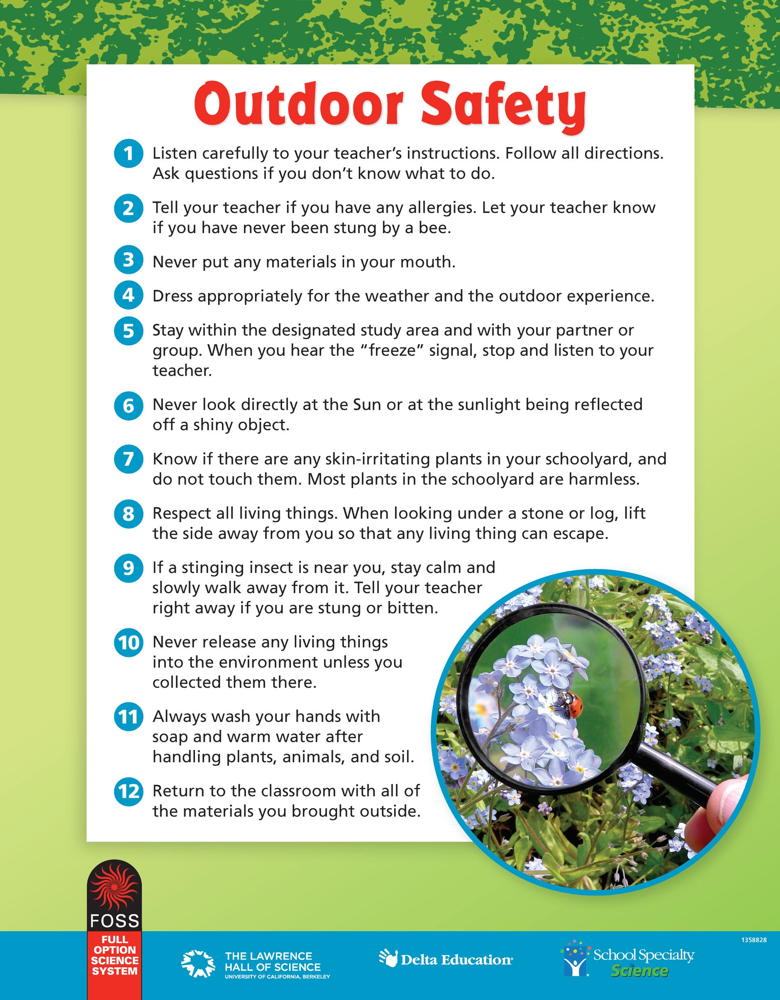 Outdoor Safety
1 Listen carefully to your teacher’s instructions. Follow all directions.
Ask questions if you don’t know what to do.
2 Tell your teacher if you have any allergies. Let your teacher know
if you have never been stung by a bee.
3 Never put any materials in your mouth.
4 Dress appropriately for the weather and the outdoor experience.
5 Stay within the designated study area and with your partner or
group. When you hear the “freeze” signal, stop and listen to your
teacher.
6 Never look directly at the Sun or at the sunlight being reflected
off a shiny object.
7 Know if there are any skin-irritating plants in your schoolyard, and
do not touch them. Most plants in the schoolyard are harmless.
8 Respect all living things. When looking under a stone or log, lift
the side away from you so that any living thing can escape.
9 If a stinging insect is near you, stay calm and
slowly walk away from it. Tell your teacher
right away if you are stung or bitten.
10 Never release any living things
into the environment unless you
collected them there.
11 Always wash your hands with
soap and warm water after
handling plants, animals, and soil.
12 Return to the classroom with all of
the materials you brought outside.
FOSS
FULL
OPTION
SCIENCE
SYSTEM
THE LAWRENCE
HALL OF SCIENCE
UNIVERSITY OF CALIFORNIA, BERKELEY
Delta Education®
School Specialty.
Science
®
1358828